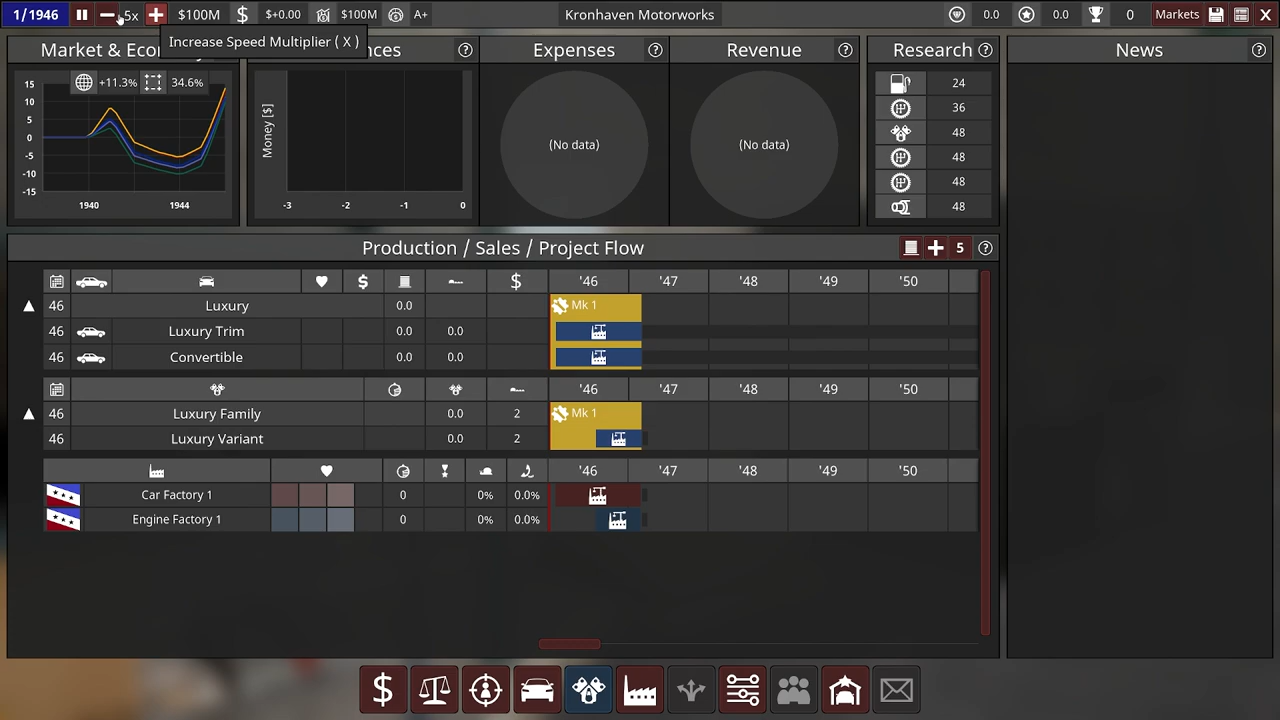 1/1946 5x $100M $+0.00 $100M A+ Kronhaven Motorworks 0.0 0.0 0 Markets X
Increase Speed Multiplier ( X )
Expenses Revenue Research News
+11.3% 34.6%
15
10
5
0
-5
-10
-15
1940 1944
Money [$]
-3 -2 -1 0
(No data)
(No data)
24
36
48
48
48
48
Production / Sales / Project Flow 5
'46 '47 '48 '49 '50
46 Luxury 0.0 Mk 1
46 Luxury Trim 0.0 0.0
46 Convertible 0.0 0.0
'46 '47 '48 '49 '50
46 Luxury Family 0.0 2 Mk 1
46 Luxury Variant 0.0 2
'46 '47 '48 '49 '50
Car Factory 1 0 0% 0.0%
Engine Factory 1 0 0% 0.0%